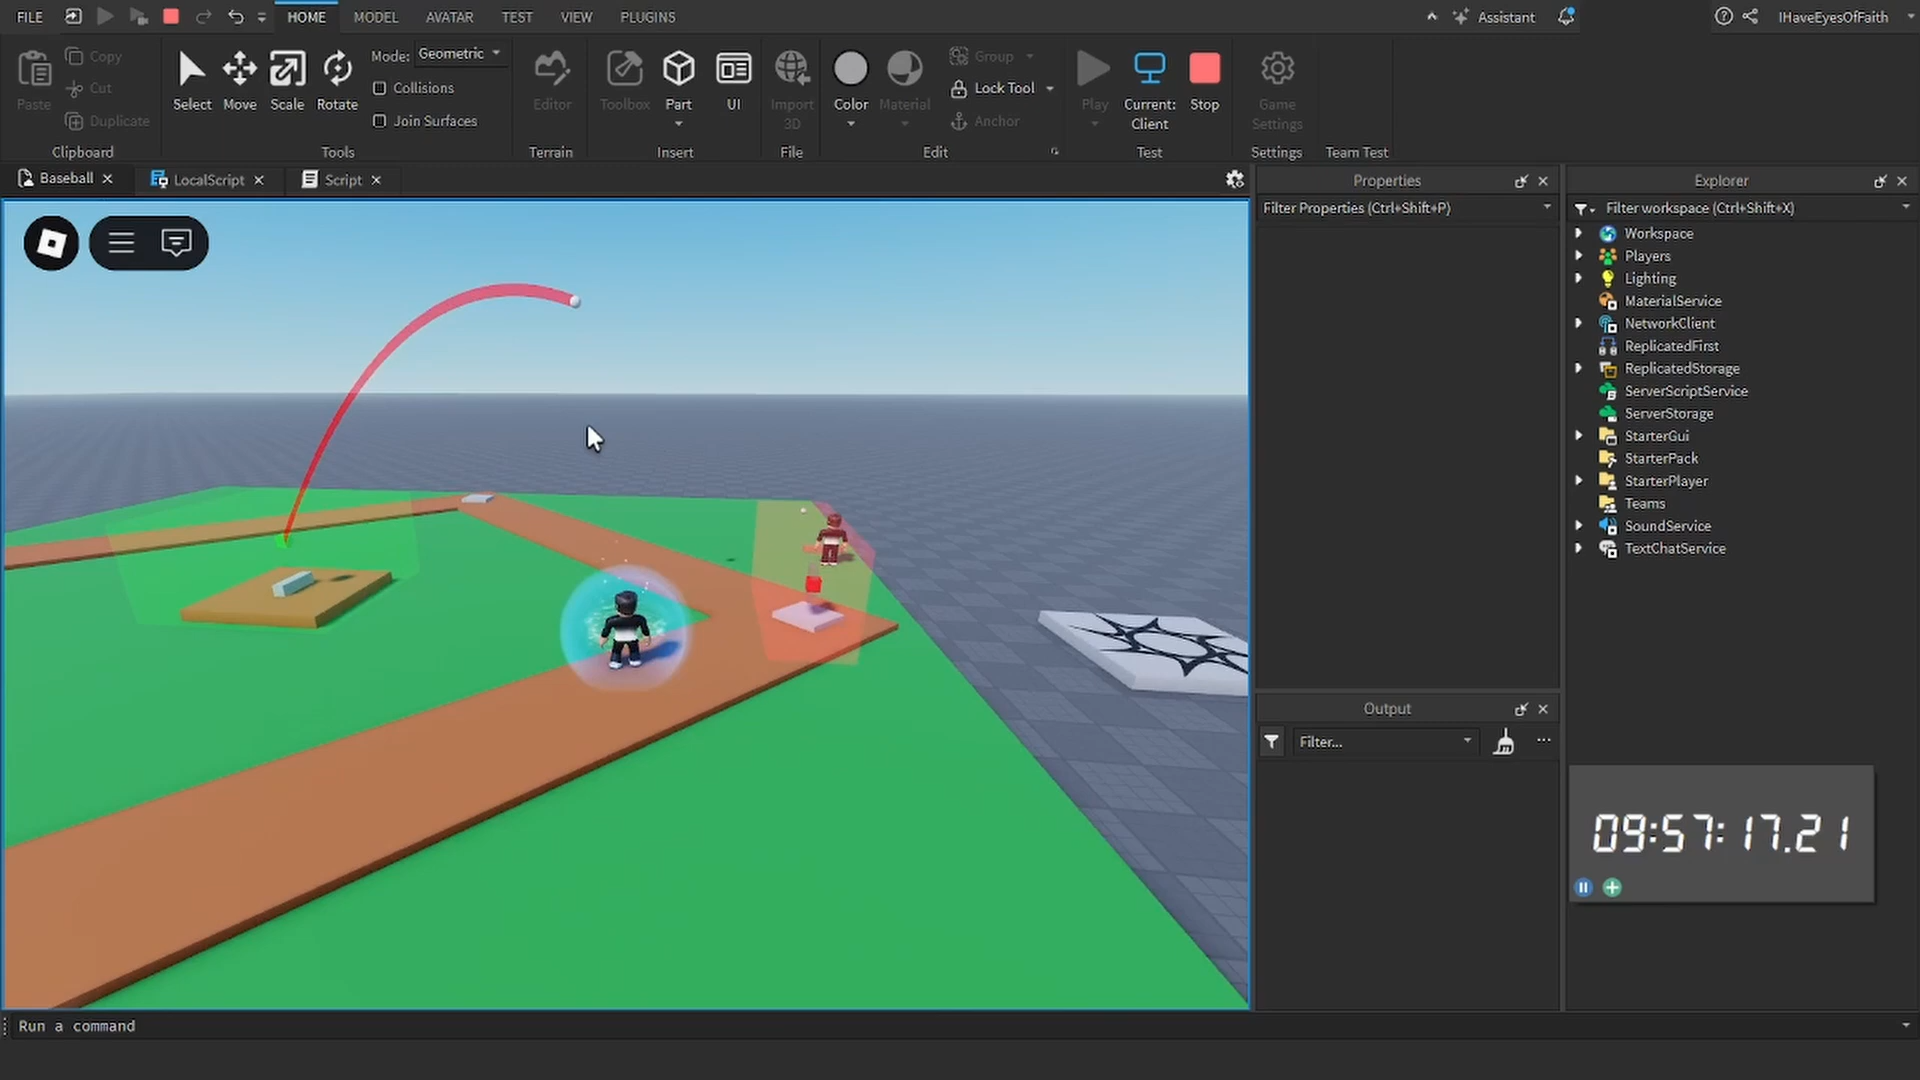 FILE HOME MODEL AVATAR TEST VIEW PLUGINS Assistant IHaveEyesOfFaith
Paste Copy Cut Duplicate Clipboard
Select Move Scale Rotate Mode: Geometric Collisions Join Surfaces Tools
Editor Terrain
Toolbox Part UI Insert
Import 3D File
Color Material Group Lock Tool Anchor Edit
Play Current: Client Stop Test
Game Settings Settings
Team Test
Baseball LocalScript Script
Properties
Filter Properties (Ctrl+Shift+P)
Output
Filter...
Explorer
Filter workspace (Ctrl+Shift+X)
Workspace
Players
Lighting
MaterialService
NetworkClient
ReplicatedFirst
ReplicatedStorage
ServerScriptService
ServerStorage
StarterGui
StarterPack
StarterPlayer
Teams
SoundService
TextChatService
09:57:17.21
Run a command